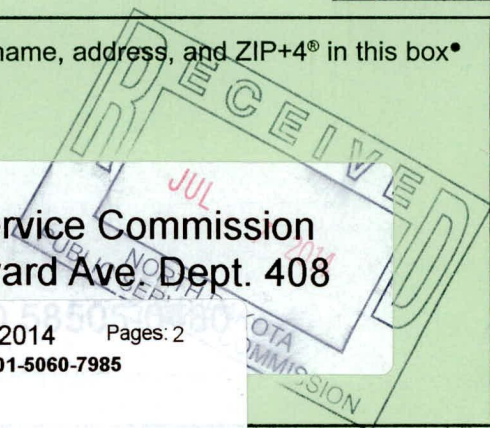 name, address, and ZIP+4® in this box•
RECEIVED
JUL 2014
NORTH DAKOTA
PUBLIC SERVICE COMMISSION
rvice Commission
ard Ave. Dept. 408
2014 Pages: 2
01-5060-7985